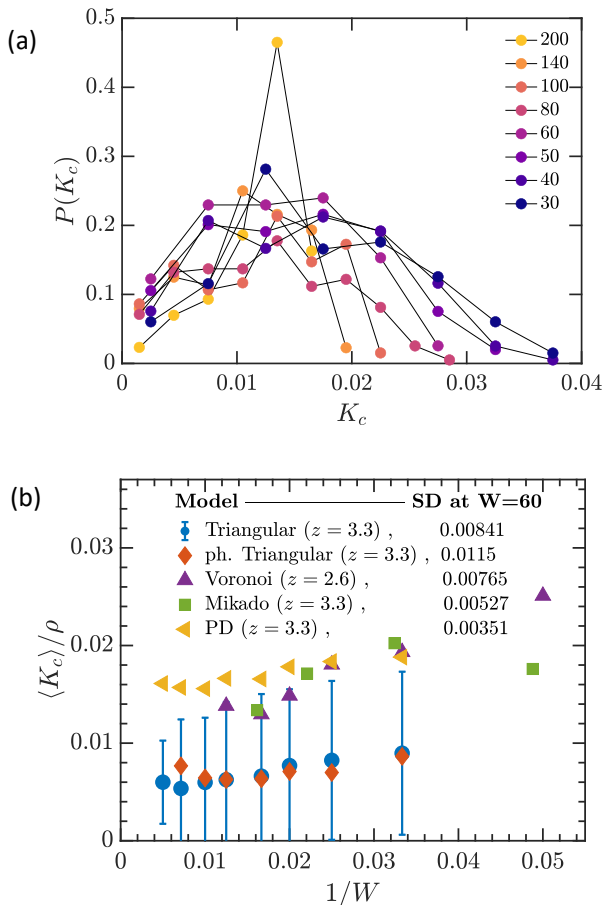 (a)
0.5
0.4
0.3
0.2
0.1
0
P(K_c)
200
140
100
80
60
50
40
30
0 0.01 0.02 0.03 0.04
K_c
(b)
Model SD at W=60
Triangular (z = 3.3) , 0.00841
ph. Triangular (z = 3.3) , 0.0115
Voronoi (z = 2.6) , 0.00765
Mikado (z = 3.3) , 0.00527
PD (z = 3.3) , 0.00351
0.03
0.02
0.01
0
⟨K_c⟩/ρ
0 0.01 0.02 0.03 0.04 0.05
1/W